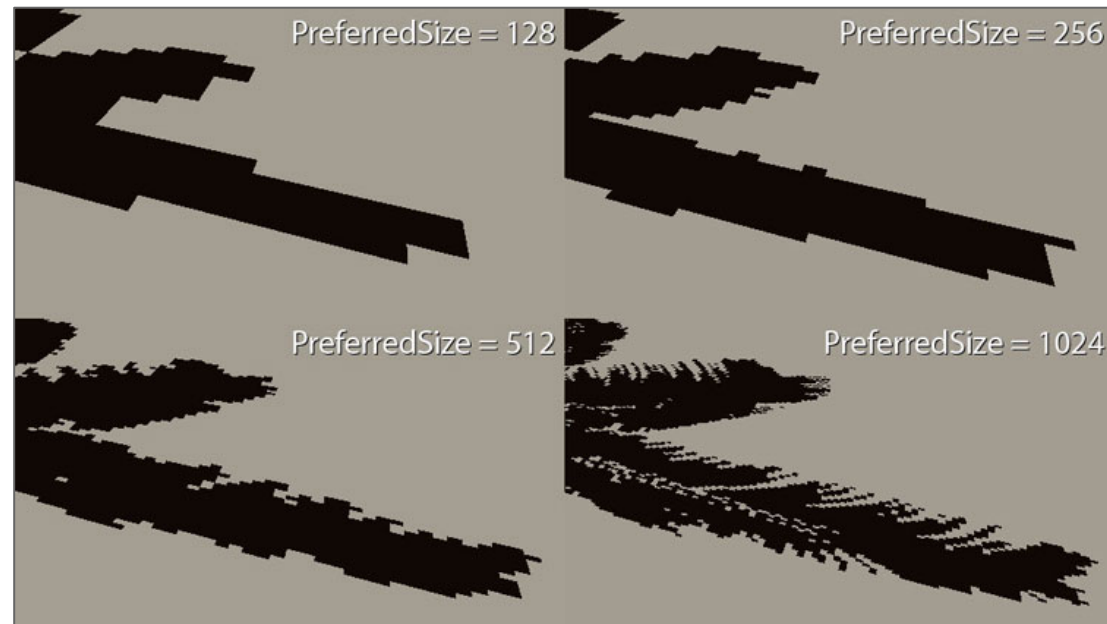 PreferredSize = 128
PreferredSize = 256
PreferredSize = 512
PreferredSize = 1024